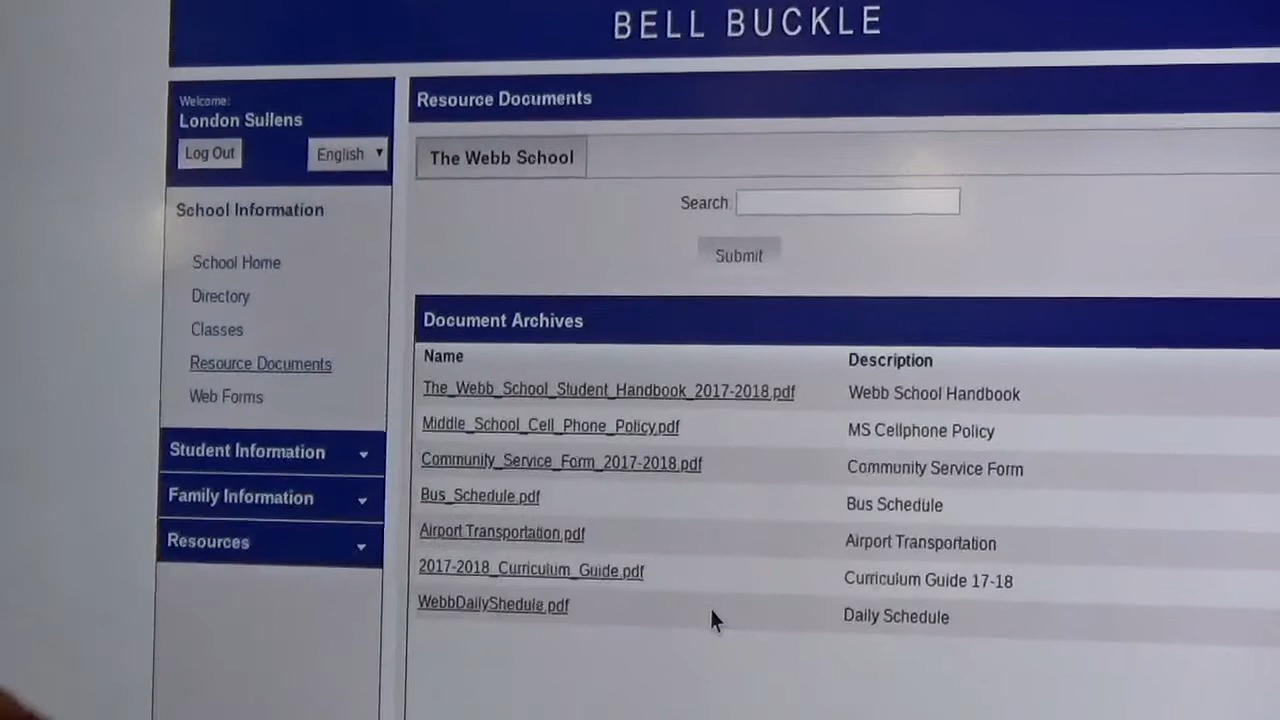 BELL BUCKLE
Welcome:
London Sullens
Log Out
English
School Information
School Home
Directory
Classes
Resource Documents
Web Forms
Student Information
Family Information
Resources
Resource Documents
The Webb School
Search:
Submit
Document Archives
Name Description
The_Webb_School_Student_Handbook_2017-2018.pdf Webb School Handbook
Middle_School_Cell_Phone_Policy.pdf MS Cellphone Policy
Community_Service_Form_2017-2018.pdf Community Service Form
Bus_Schedule.pdf Bus Schedule
Airport Transportation.pdf Airport Transportation
2017-2018_Curriculum_Guide.pdf Curriculum Guide 17-18
WebbDailyShedule.pdf Daily Schedule